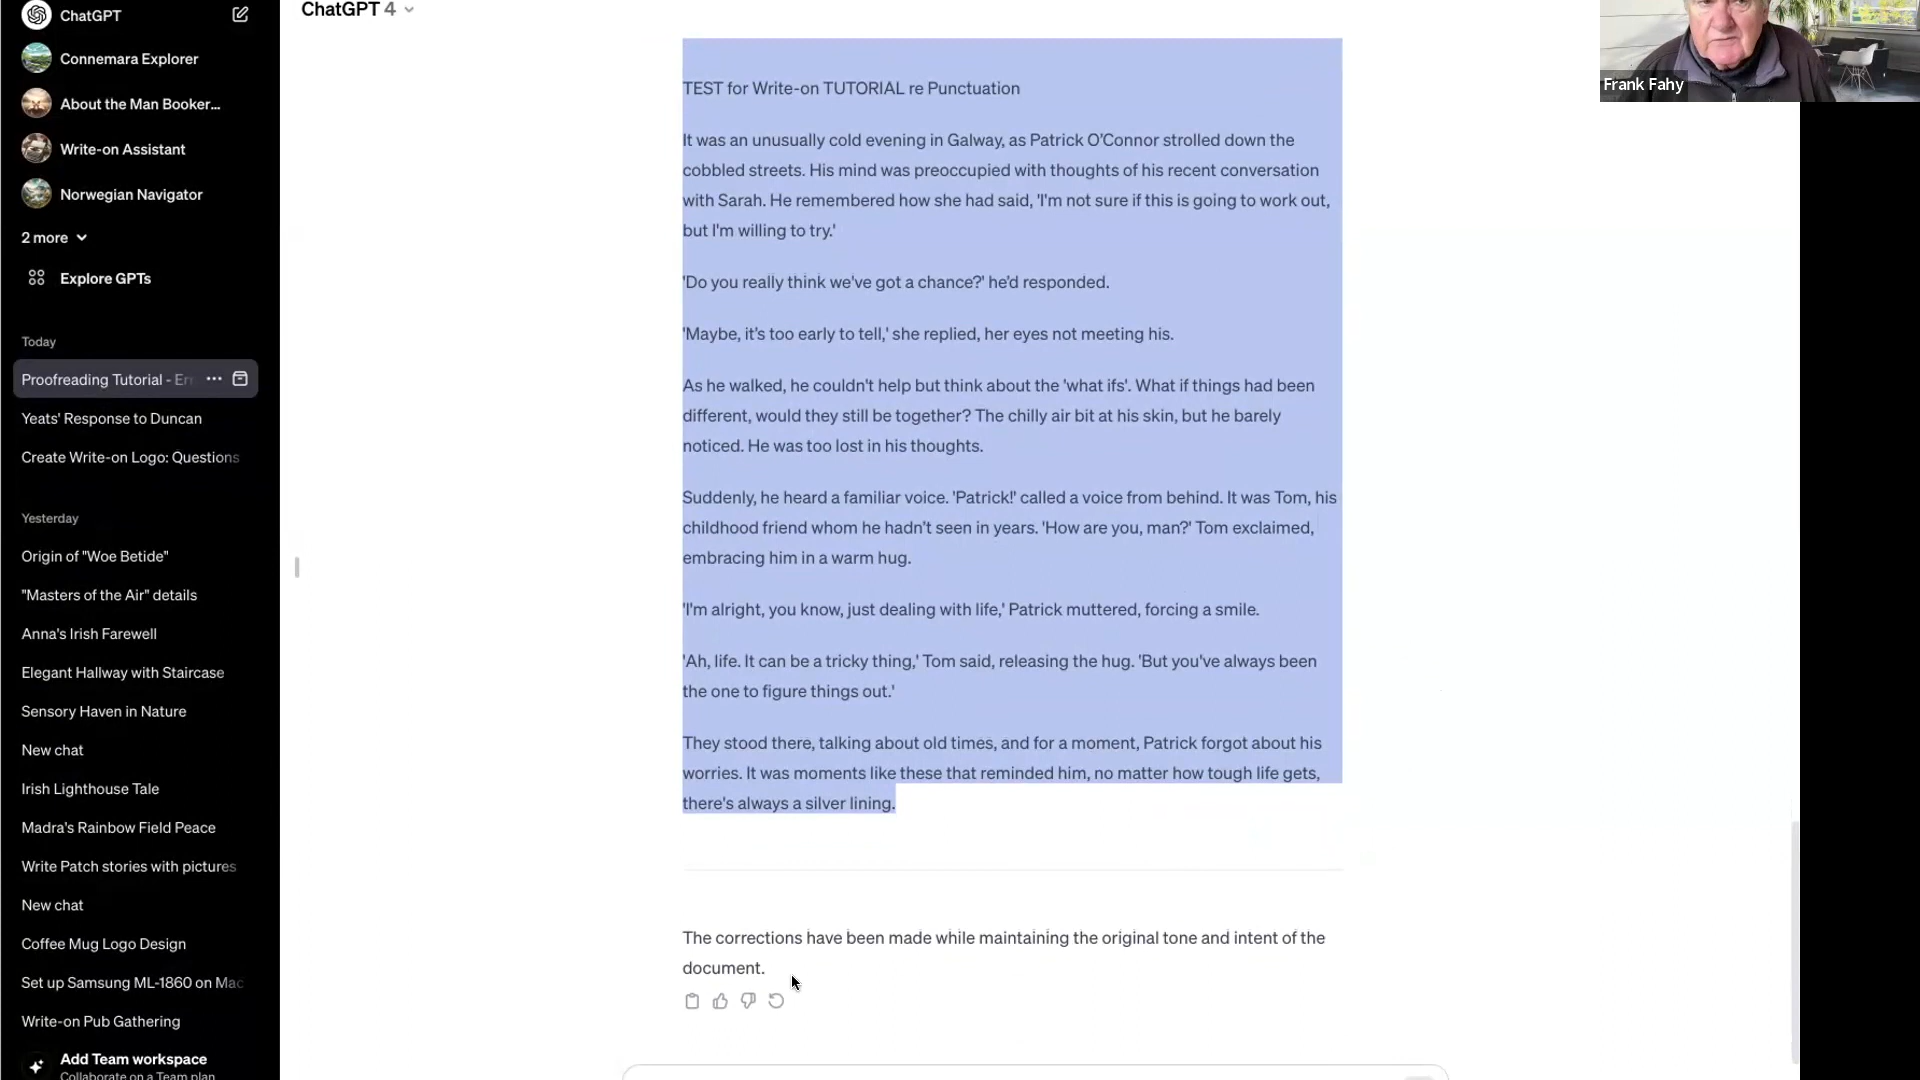 ChatGPT
Connemara Explorer
About the Man Booker...
Write-on Assistant
Norwegian Navigator
2 more
Explore GPTs
Today
Proofreading Tutorial - Er
Yeats' Response to Duncan
Create Write-on Logo: Questions
Yesterday
Origin of "Woe Betide"
"Masters of the Air" details
Anna's Irish Farewell
Elegant Hallway with Staircase
Sensory Haven in Nature
New chat
Irish Lighthouse Tale
Madra's Rainbow Field Peace
Write Patch stories with pictures
New chat
Coffee Mug Logo Design
Set up Samsung ML-1860 on Mac
Write-on Pub Gathering
Add Team workspace
Collaborate on a Team plan
ChatGPT 4
TEST for Write-on TUTORIAL re Punctuation
It was an unusually cold evening in Galway, as Patrick O’Connor strolled down the
cobbled streets. His mind was preoccupied with thoughts of his recent conversation
with Sarah. He remembered how she had said, 'I'm not sure if this is going to work out,
but I'm willing to try.'
'Do you really think we've got a chance?' he’d responded.
'Maybe, it’s too early to tell,' she replied, her eyes not meeting his.
As he walked, he couldn't help but think about the 'what ifs'. What if things had been
different, would they still be together? The chilly air bit at his skin, but he barely
noticed. He was too lost in his thoughts.
Suddenly, he heard a familiar voice. 'Patrick!' called a voice from behind. It was Tom, his
childhood friend whom he hadn't seen in years. 'How are you, man?' Tom exclaimed,
embracing him in a warm hug.
'I'm alright, you know, just dealing with life,' Patrick muttered, forcing a smile.
'Ah, life. It can be a tricky thing,' Tom said, releasing the hug. 'But you've always been
the one to figure things out.'
They stood there, talking about old times, and for a moment, Patrick forgot about his
worries. It was moments like these that reminded him, no matter how tough life gets,
there's always a silver lining.
The corrections have been made while maintaining the original tone and intent of the
document.
Frank Fahy